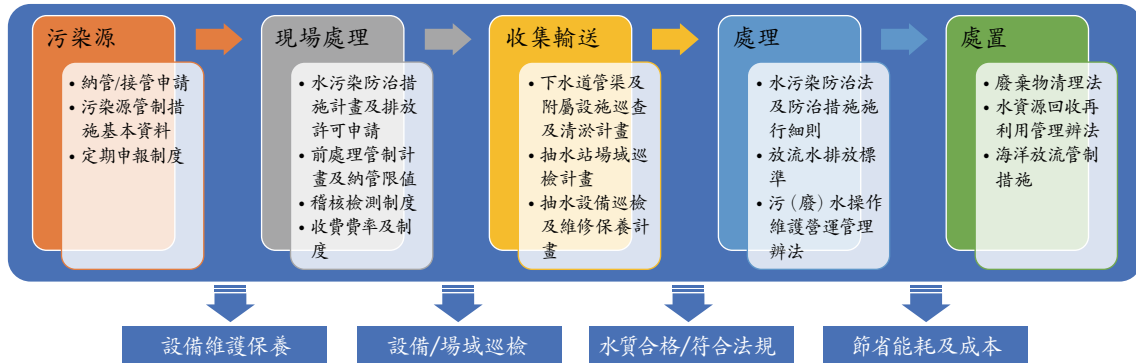 污染源
• 納管/接管申請
• 污染源管制措
施基本資料
• 定期申報制度
現場處理
• 水污染防治措
施計畫及排放
許可申請
• 前處理管制計
畫及納管限值
• 稽核檢測制度
• 收費費率及制
度
收集輸送
• 下水道管渠及
附屬設施巡查
及清淤計畫
• 抽水站場域巡
檢計畫
• 抽水設備巡檢
及維修保養計
畫
處理
• 水污染防治法
及防治措施施
行細則
• 放流水排放標
準
• 污(廢)水操作
維護營運管理
辦法
處置
• 廢棄物清理法
• 水資源回收再
利用管理辦法
• 海洋放流管制
措施
設備維護保養
設備/場域巡檢
水質合格/符合法規
節省能耗及成本